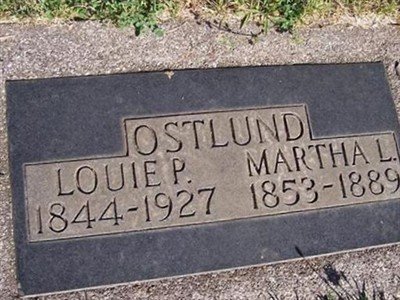 OSTLUND
LOUIE P. MARTHA L.
1844-1927 1853-1889